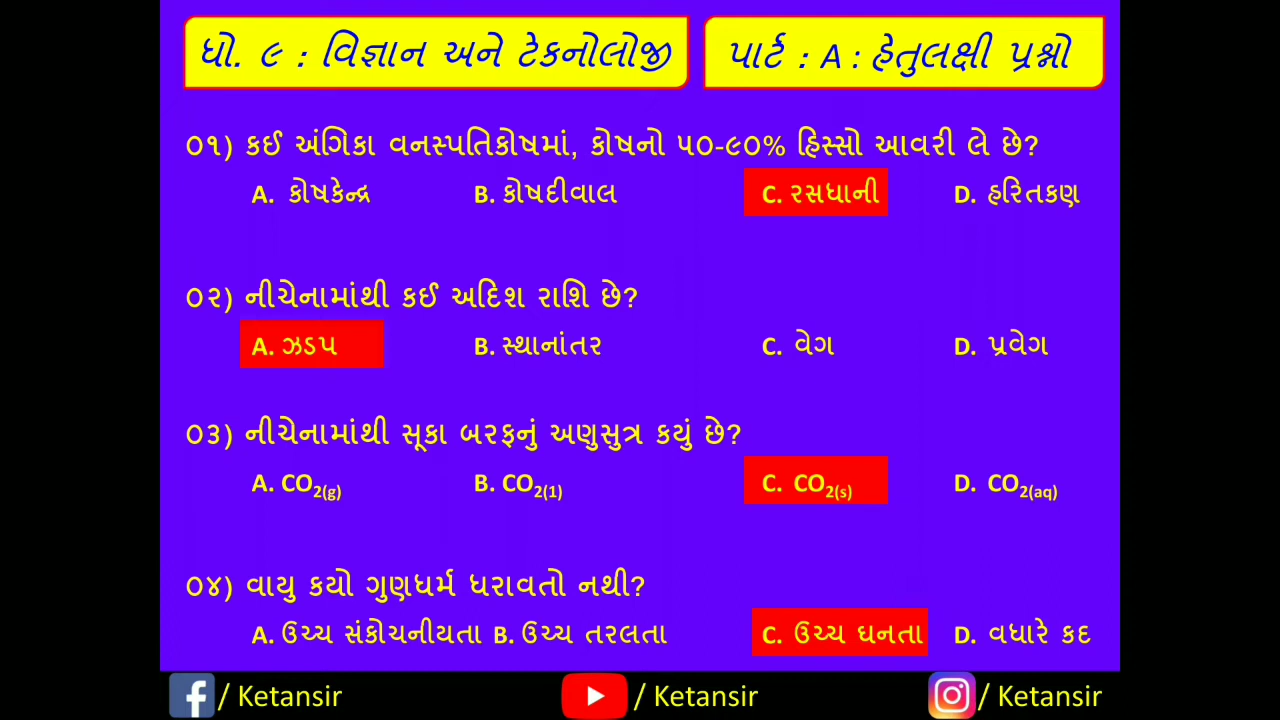 ધો. ૯ : વિજ્ઞાન અને ટેકનોલોજી પાર્ટ : A : હેતુલક્ષી પ્રશ્નો
૦૧) કઈ અંગિકા વનસ્પતિકોષમાં, કોષનો ૫૦-૯૦% હિસ્સો આવરી લે છે?
A. કોષકેન્દ્ર B. કોષદીવાલ C. રસધાની D. હરિતકણ
૦૨) નીચેનામાંથી કઈ અદિશ રાશિ છે?
A. ઝડપ B. સ્થાનાંતર C. વેગ D. પ્રવેગ
૦૩) નીચેનામાંથી સૂકા બરફનું અણુસુત્ર કયું છે?
A. CO2(g) B. CO2(1) C. CO2(s) D. CO2(aq)
૦૪) વાયુ કયો ગુણધર્મ ધરાવતો નથી?
A. ઉચ્ચ સંકોચનીયતા B. ઉચ્ચ તરલતા C. ઉચ્ચ ઘનતા D. વધારે કદ
f / Ketansir / Ketansir / Ketansir